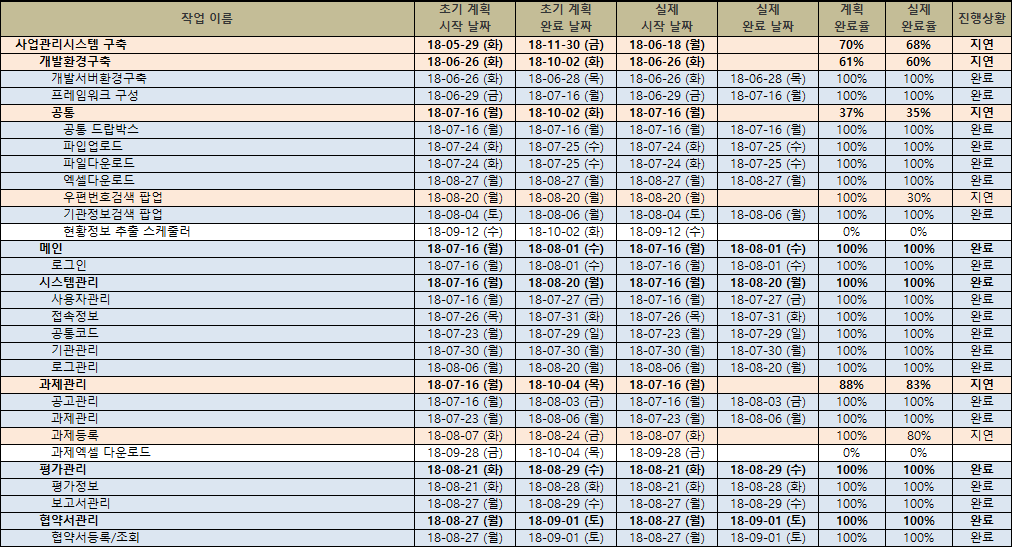 작업 이름 초기 계획 시작 날짜 초기 계획 완료 날짜 실제 시작 날짜 실제 완료 날짜 계획 완료율 실제 완료율 진행상황
사업관리시스템 구축 18-05-29 (화) 18-11-30 (금) 18-06-18 (월) 70% 68% 지연
개발환경구축 18-06-26 (화) 18-10-02 (화) 18-06-26 (화) 61% 60% 지연
개발서버환경구축 18-06-26 (화) 18-06-28 (목) 18-06-26 (화) 18-06-28 (목) 100% 100% 완료
프레임워크 구성 18-06-29 (금) 18-07-16 (월) 18-06-29 (금) 18-07-16 (월) 100% 100% 완료
공통 18-07-16 (월) 18-10-02 (화) 18-07-16 (월) 37% 35% 지연
공통 드랍박스 18-07-16 (월) 18-07-16 (월) 18-07-16 (월) 18-07-16 (월) 100% 100% 완료
파입업로드 18-07-24 (화) 18-07-25 (수) 18-07-24 (화) 18-07-25 (수) 100% 100% 완료
파일다운로드 18-07-24 (화) 18-07-25 (수) 18-07-24 (화) 18-07-25 (수) 100% 100% 완료
엑셀다운로드 18-08-27 (월) 18-08-27 (월) 18-08-27 (월) 18-08-27 (월) 100% 100% 완료
우편번호검색 팝업 18-08-20 (월) 18-08-20 (월) 18-08-20 (월) 100% 30% 지연
기관정보검색 팝업 18-08-04 (토) 18-08-06 (월) 18-08-04 (토) 18-08-06 (월) 100% 100% 완료
현황정보 추출 스케줄러 18-09-12 (수) 18-10-02 (화) 18-09-12 (수) 0% 0%
메인 18-07-16 (월) 18-08-01 (수) 18-07-16 (월) 18-08-01 (수) 100% 100% 완료
로그인 18-07-16 (월) 18-08-01 (수) 18-07-16 (월) 18-08-01 (수) 100% 100% 완료
시스템관리 18-07-16 (월) 18-08-20 (월) 18-07-16 (월) 18-08-20 (월) 100% 100% 완료
사용자관리 18-07-16 (월) 18-07-27 (금) 18-07-16 (월) 18-07-27 (금) 100% 100% 완료
접속정보 18-07-26 (목) 18-07-31 (화) 18-07-26 (목) 18-07-31 (화) 100% 100% 완료
공통코드 18-07-23 (월) 18-07-29 (일) 18-07-23 (월) 18-07-29 (일) 100% 100% 완료
기관관리 18-07-30 (월) 18-07-30 (월) 18-07-30 (월) 18-07-30 (월) 100% 100% 완료
로그관리 18-08-06 (월) 18-08-20 (월) 18-08-06 (월) 18-08-20 (월) 100% 100% 완료
과제관리 18-07-16 (월) 18-10-04 (목) 18-07-16 (월) 88% 83% 지연
공고관리 18-07-16 (월) 18-08-03 (금) 18-07-16 (월) 18-08-03 (금) 100% 100% 완료
과제관리 18-07-23 (월) 18-08-06 (월) 18-07-23 (월) 18-08-06 (월) 100% 100% 완료
과제등록 18-08-07 (화) 18-08-24 (금) 18-08-07 (화) 100% 80% 지연
과제엑셀 다운로드 18-09-28 (금) 18-10-04 (목) 18-09-28 (금) 0% 0%
평가관리 18-08-21 (화) 18-08-29 (수) 18-08-21 (화) 18-08-29 (수) 100% 100% 완료
평가정보 18-08-21 (화) 18-08-28 (화) 18-08-21 (화) 18-08-28 (화) 100% 100% 완료
보고서관리 18-08-27 (월) 18-08-29 (수) 18-08-27 (월) 18-08-29 (수) 100% 100% 완료
협약서관리 18-08-27 (월) 18-09-01 (토) 18-08-27 (월) 18-09-01 (토) 100% 100% 완료
협약서등록/조회 18-08-27 (월) 18-09-01 (토) 18-08-27 (월) 18-09-01 (토) 100% 100% 완료